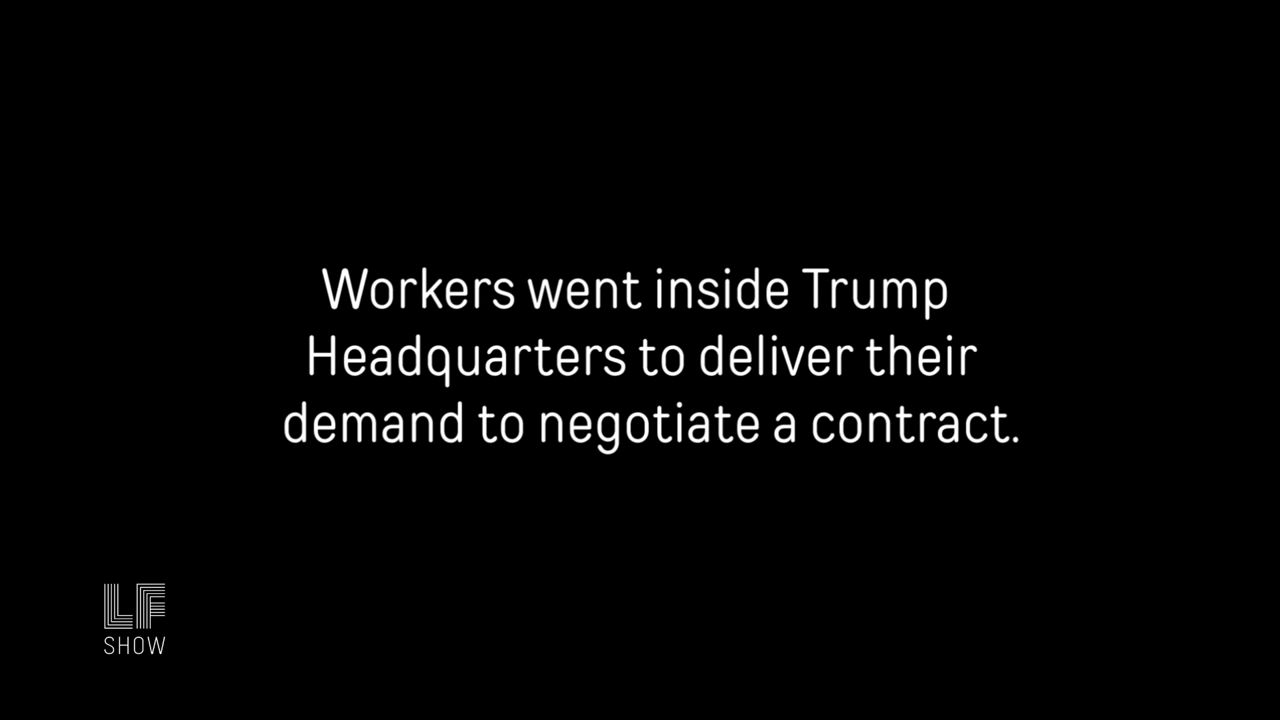 Workers went inside Trump
Headquarters to deliver their
demand to negotiate a contract.
LF
SHOW